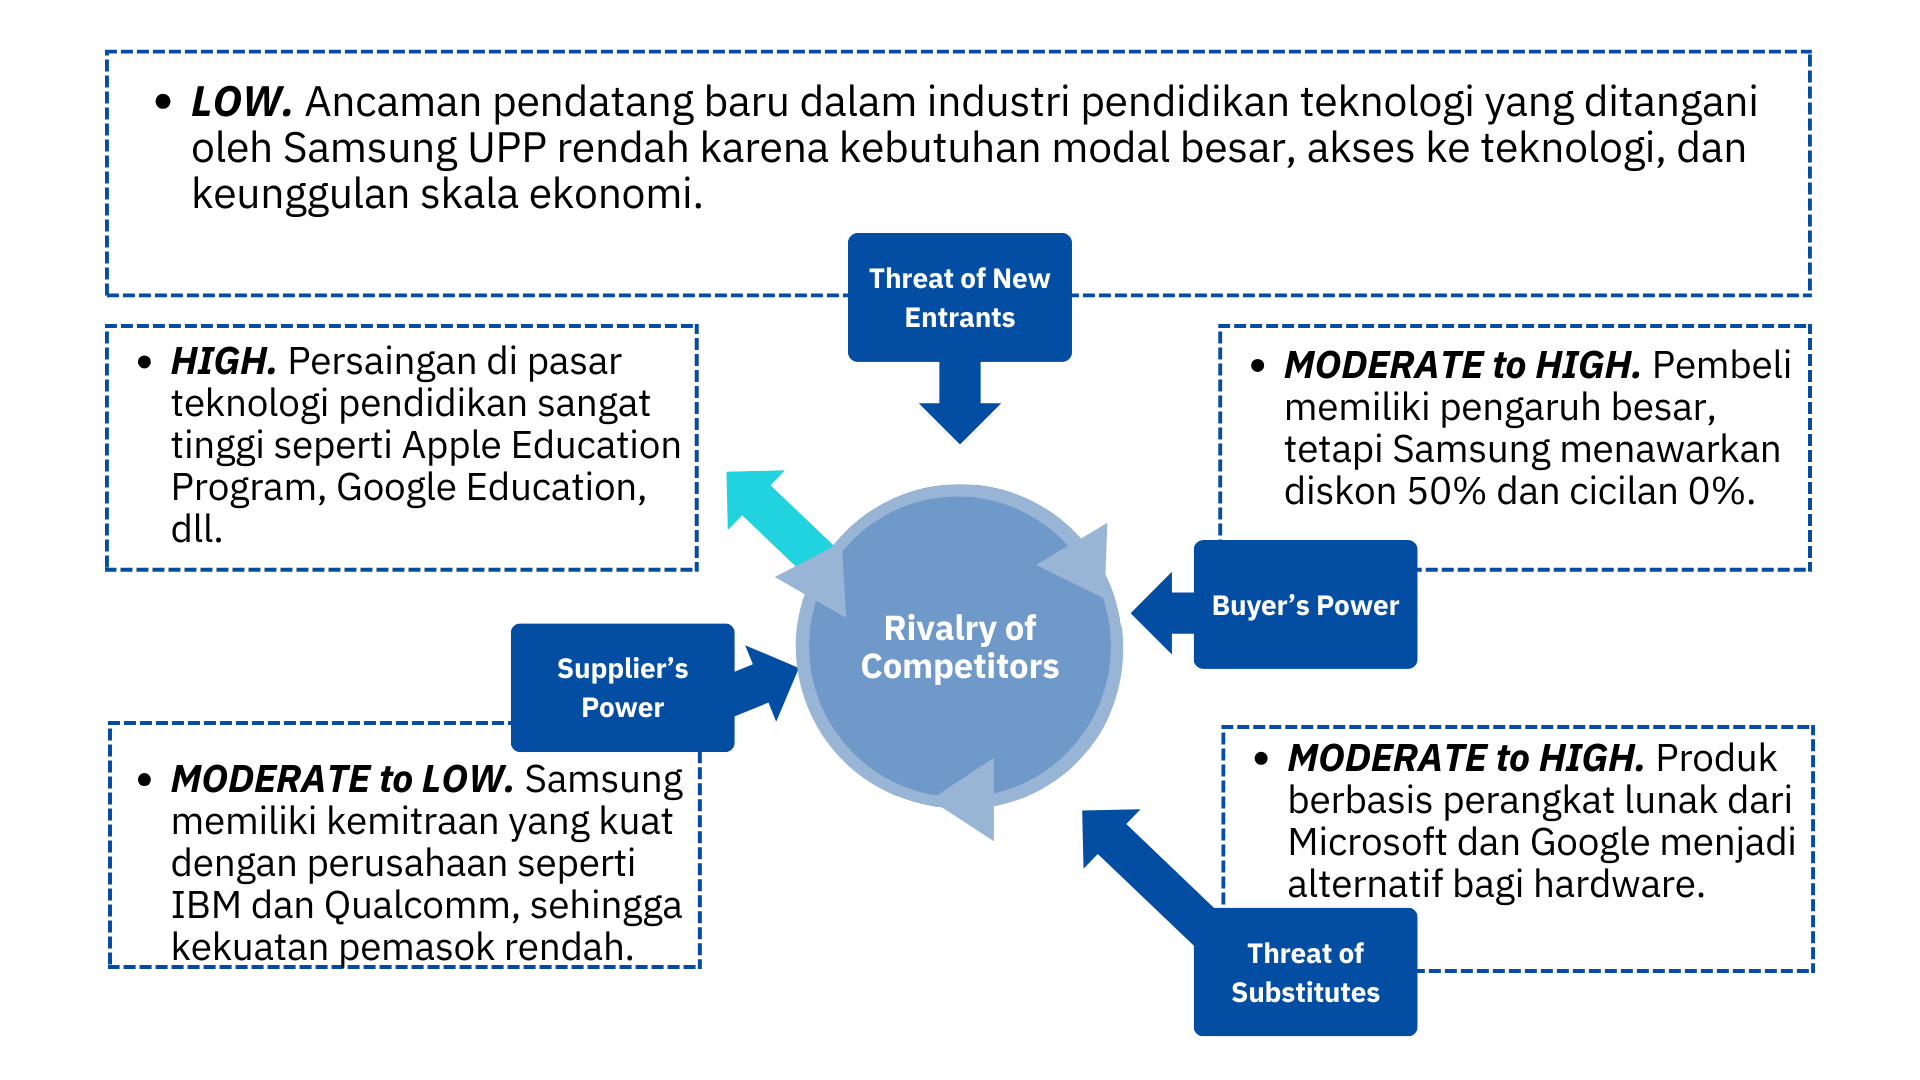 • LOW. Ancaman pendatang baru dalam industri pendidikan teknologi yang ditangani
oleh Samsung UPP rendah karena kebutuhan modal besar, akses ke teknologi, dan
keunggulan skala ekonomi.
Threat of New
Entrants
• HIGH. Persaingan di pasar
teknologi pendidikan sangat
tinggi seperti Apple Education
Program, Google Education,
dll.
• MODERATE to HIGH. Pembeli
memiliki pengaruh besar,
tetapi Samsung menawarkan
diskon 50% dan cicilan 0%.
Buyer’s Power
Rivalry of
Competitors
Supplier’s
Power
• MODERATE to LOW. Samsung
memiliki kemitraan yang kuat
dengan perusahaan seperti
IBM dan Qualcomm, sehingga
kekuatan pemasok rendah.
• MODERATE to HIGH. Produk
berbasis perangkat lunak dari
Microsoft dan Google menjadi
alternatif bagi hardware.
Threat of
Substitutes